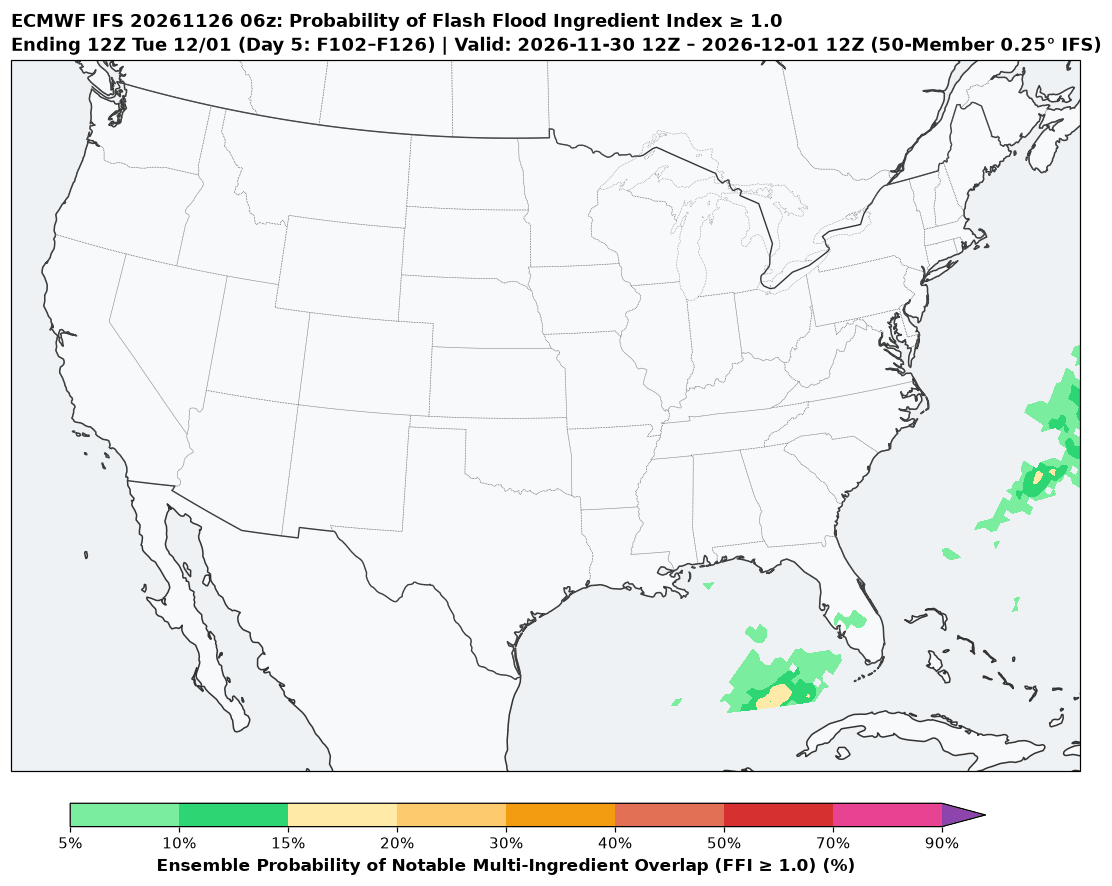 ECMWF IFS 20261126 06z: Probability of Flash Flood Ingredient Index ≥ 1.0
Ending 12Z Tue 12/01 (Day 5: F102–F126) | Valid: 2026-11-30 12Z – 2026-12-01 12Z (50-Member 0.25° IFS)
5% 10% 15% 20% 30% 40% 50% 70% 90%
Ensemble Probability of Notable Multi-Ingredient Overlap (FFI ≥ 1.0) (%)